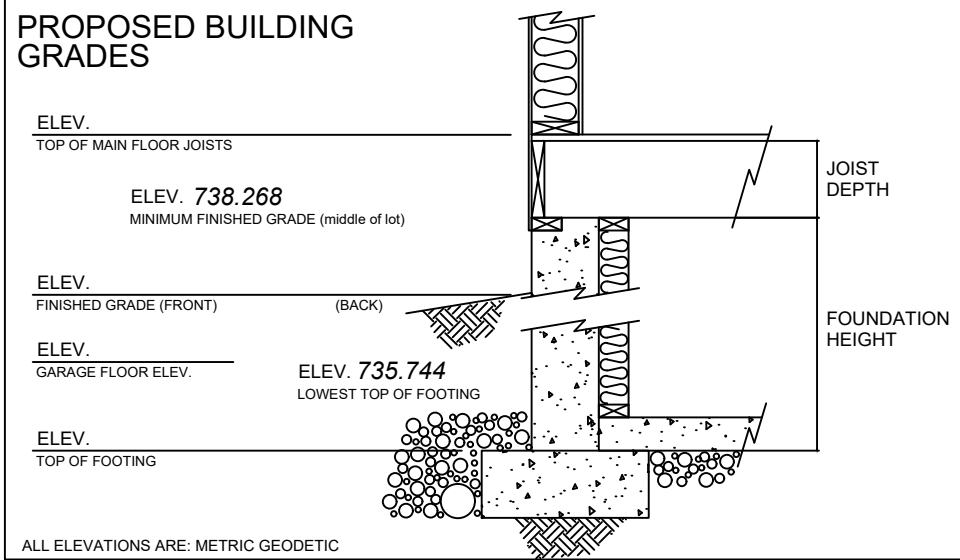 PROPOSED BUILDING
GRADES
ELEV.
TOP OF MAIN FLOOR JOISTS
ELEV. 738.268
MINIMUM FINISHED GRADE (middle of lot)
ELEV.
FINISHED GRADE (FRONT) (BACK)
ELEV.
GARAGE FLOOR ELEV.
ELEV. 735.744
LOWEST TOP OF FOOTING
ELEV.
TOP OF FOOTING
JOIST
DEPTH
FOUNDATION
HEIGHT
ALL ELEVATIONS ARE: METRIC GEODETIC